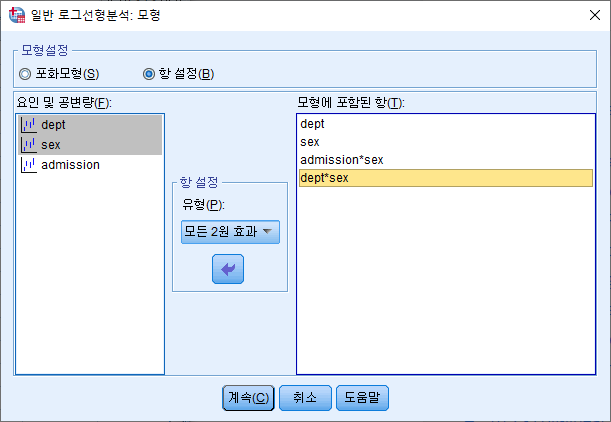 일반 로그선형분석: 모형
모형설정
포화모형(S)
항 설정(B)
요인 및 공변량(F):
dept
sex
admission
항 설정
유형(P):
모든 2원 효과
모형에 포함된 항(T):
dept
sex
admission*sex
dept*sex
계속(C)
취소
도움말